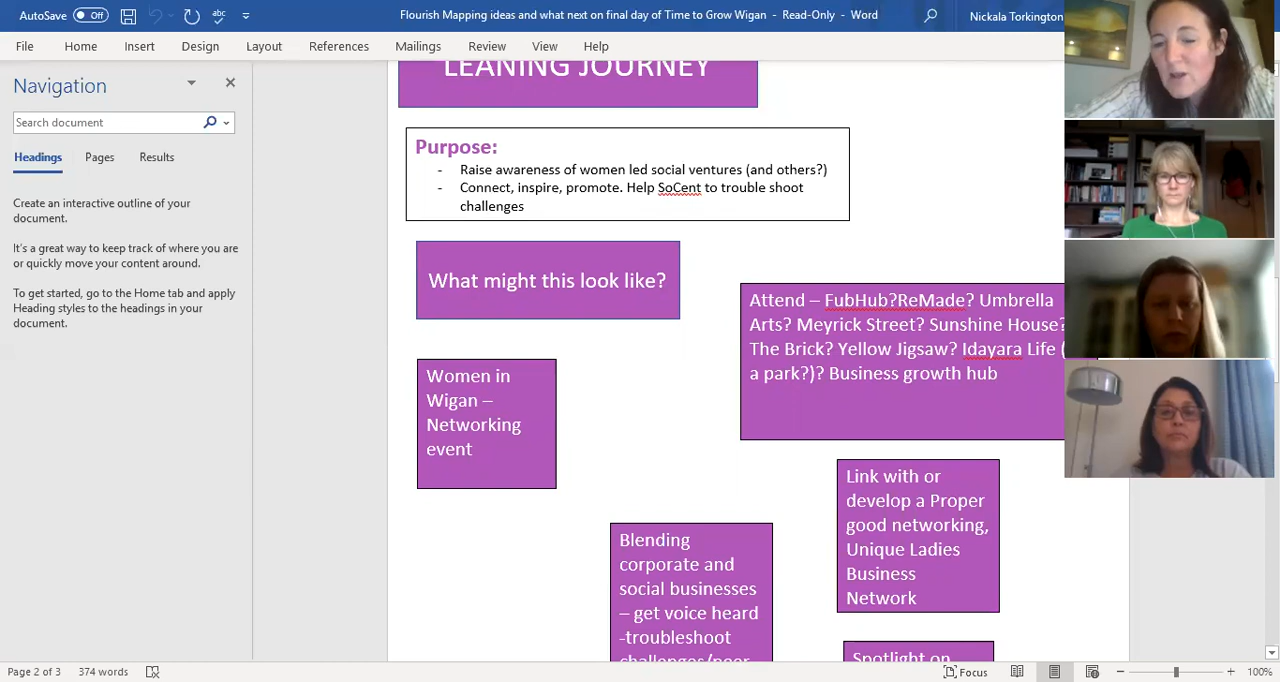 AutoSave Off
Flourish Mapping ideas and what next on final day of Time to Grow Wigan - Read-Only - Word
Nickala Torkington
File Home Insert Design Layout References Mailings Review View Help
Navigation
Search document
Headings Pages Results
Create an interactive outline of your
document.
It's a great way to keep track of where you are
or quickly move your content around.
To get started, go to the Home tab and apply
Heading styles to the headings in your
document.
LEANING JOURNEY
Purpose:
- Raise awareness of women led social ventures (and others?)
- Connect, inspire, promote. Help SoCent to trouble shoot
challenges
What might this look like?
Attend – FubHub?ReMade? Umbrella
Arts? Meyrick Street? Sunshine House?
The Brick? Yellow Jigsaw? Idayara Life (
a park?)? Business growth hub
Women in
Wigan –
Networking
event
Link with or
develop a Proper
good networking,
Unique Ladies
Business
Network
Blending
corporate and
social businesses
– get voice heard
-troubleshoot
challenges/peer
Spotlight on
Page 2 of 3 374 words
Focus
100%